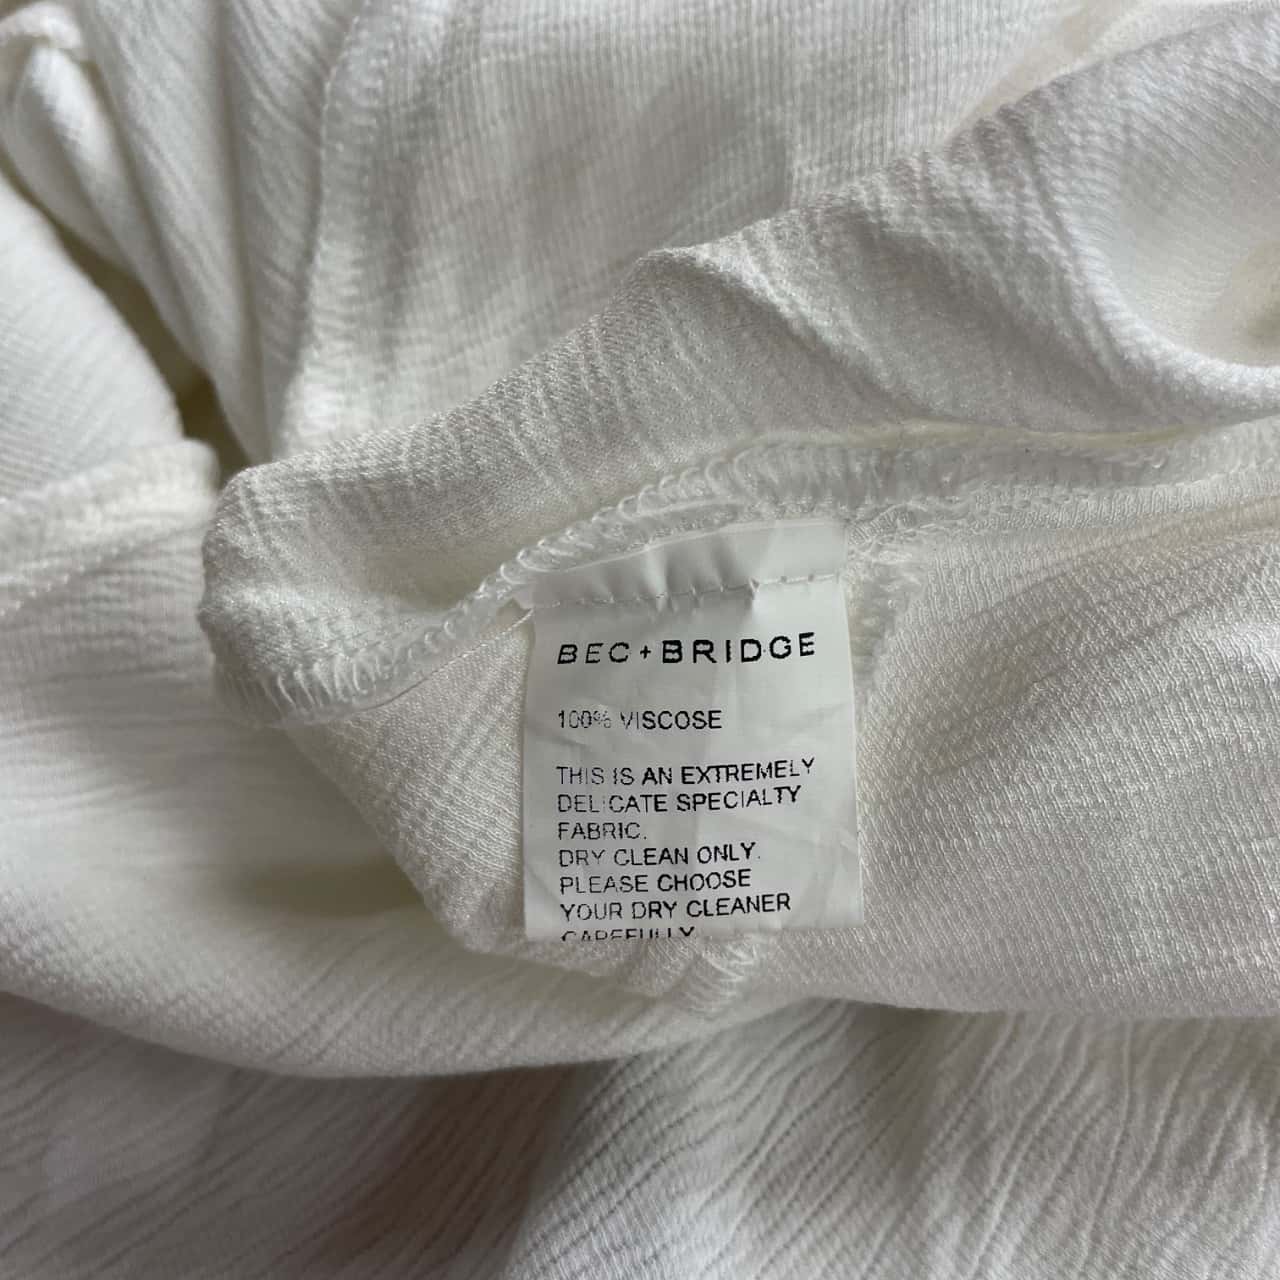 BEC + BRIDGE
100% VISCOSE
THIS IS AN EXTREMELY
DELICATE SPECIALTY
FABRIC.
DRY CLEAN ONLY.
PLEASE CHOOSE
YOUR DRY CLEANER
CAREFULLY